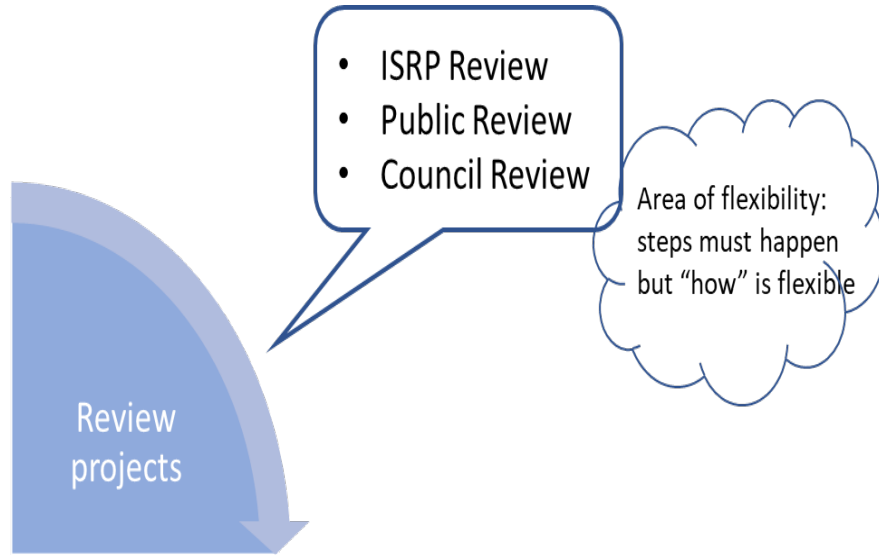 • ISRP Review
• Public Review
• Council Review
Area of flexibility:
steps must happen
but “how” is flexible
Review
projects